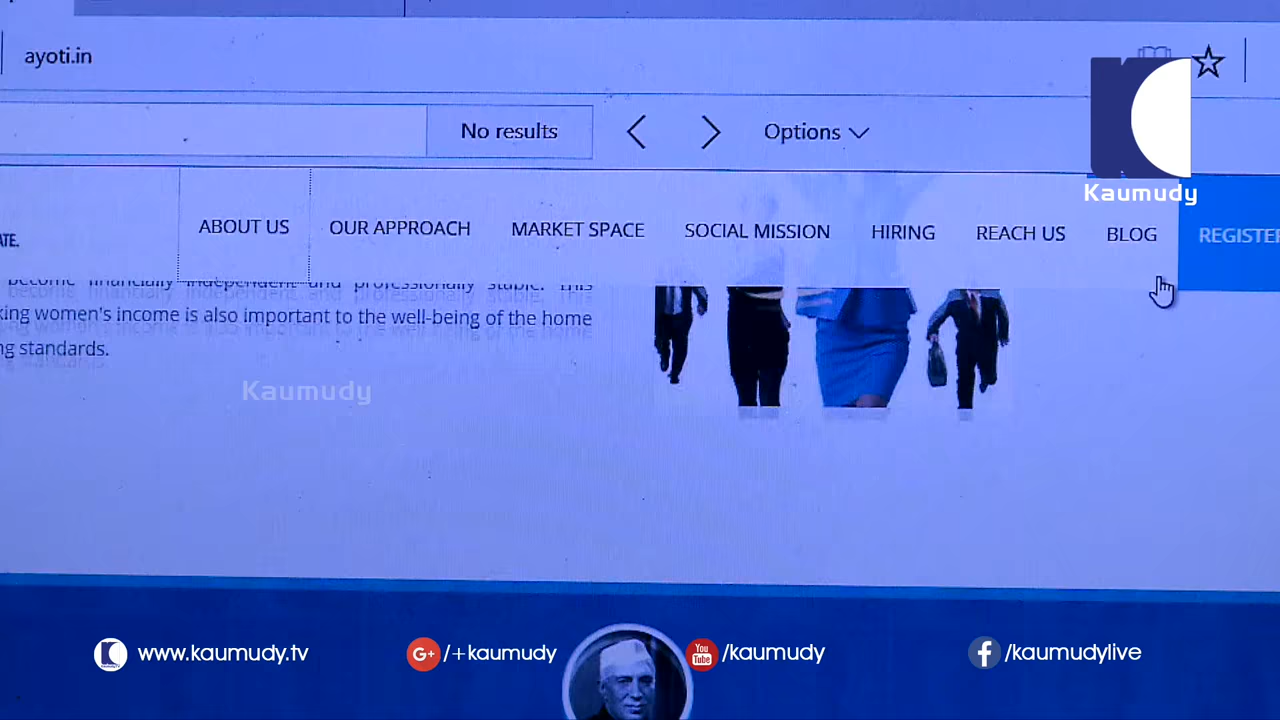 ayoti.in
No results
Options
Kaumudy
ATE.
ABOUT US
OUR APPROACH
MARKET SPACE
SOCIAL MISSION
HIRING
REACH US
BLOG
REGISTER
become financially independent and professionally stable. This
king women's income is also important to the well-being of the home
ng standards.
Kaumudy
www.kaumudy.tv
G+ /+kaumudy
You Tube /kaumudy
f /kaumudylive